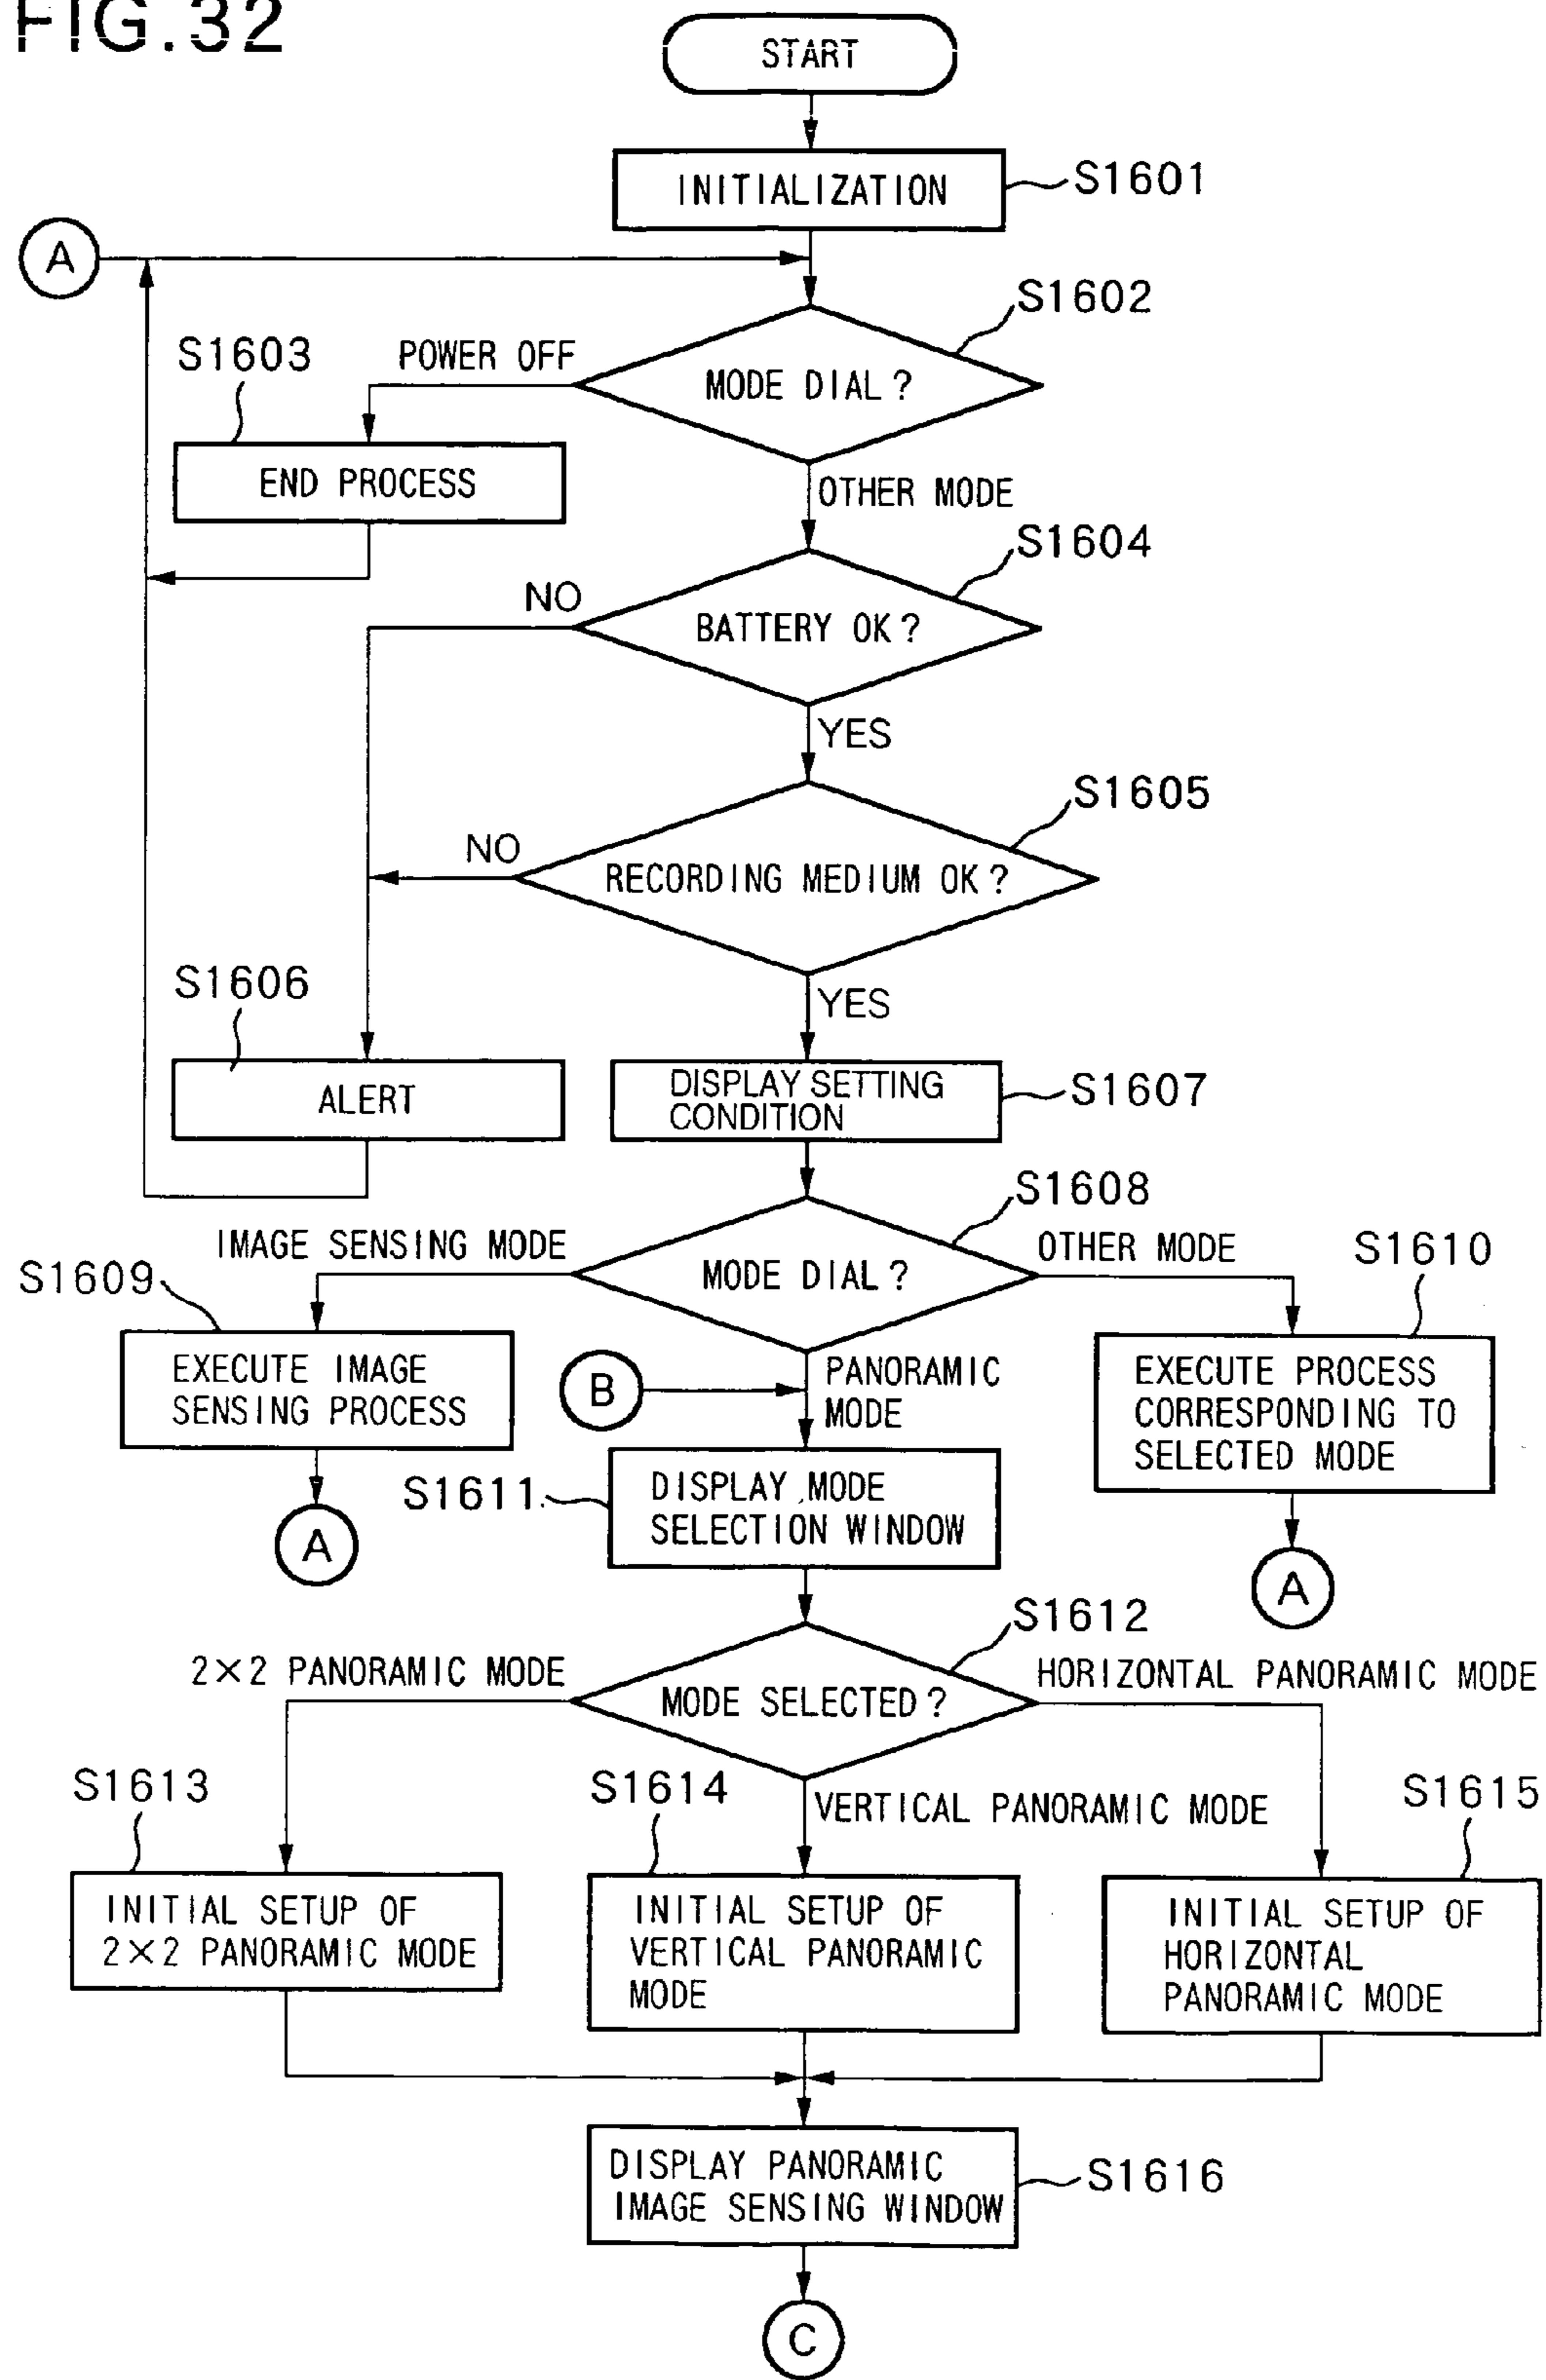 FIG.32
START
INITIALIZATION
S1601
A
S1602
S1603
POWER OFF
MODE DIAL?
END PROCESS
OTHER MODE
S1604
NO
BATTERY OK?
YES
S1605
NO
RECORDING MEDIUM OK?
S1606
YES
ALERT
DISPLAY SETTING
CONDITION
S1607
S1608
IMAGE SENSING MODE
OTHER MODE
S1610
S1609
MODE DIAL?
EXECUTE IMAGE
SENSING PROCESS
B
PANORAMIC
MODE
EXECUTE PROCESS
CORRESPONDING TO
SELECTED MODE
S1611
DISPLAY MODE
SELECTION WINDOW
A
A
S1612
2×2 PANORAMIC MODE
HORIZONTAL PANORAMIC MODE
MODE SELECTED?
S1613
S1614
VERTICAL PANORAMIC MODE
S1615
INITIAL SETUP OF
2×2 PANORAMIC MODE
INITIAL SETUP OF
VERTICAL PANORAMIC
MODE
INITIAL SETUP OF
HORIZONTAL
PANORAMIC MODE
DISPLAY PANORAMIC
IMAGE SENSING WINDOW
S1616
C